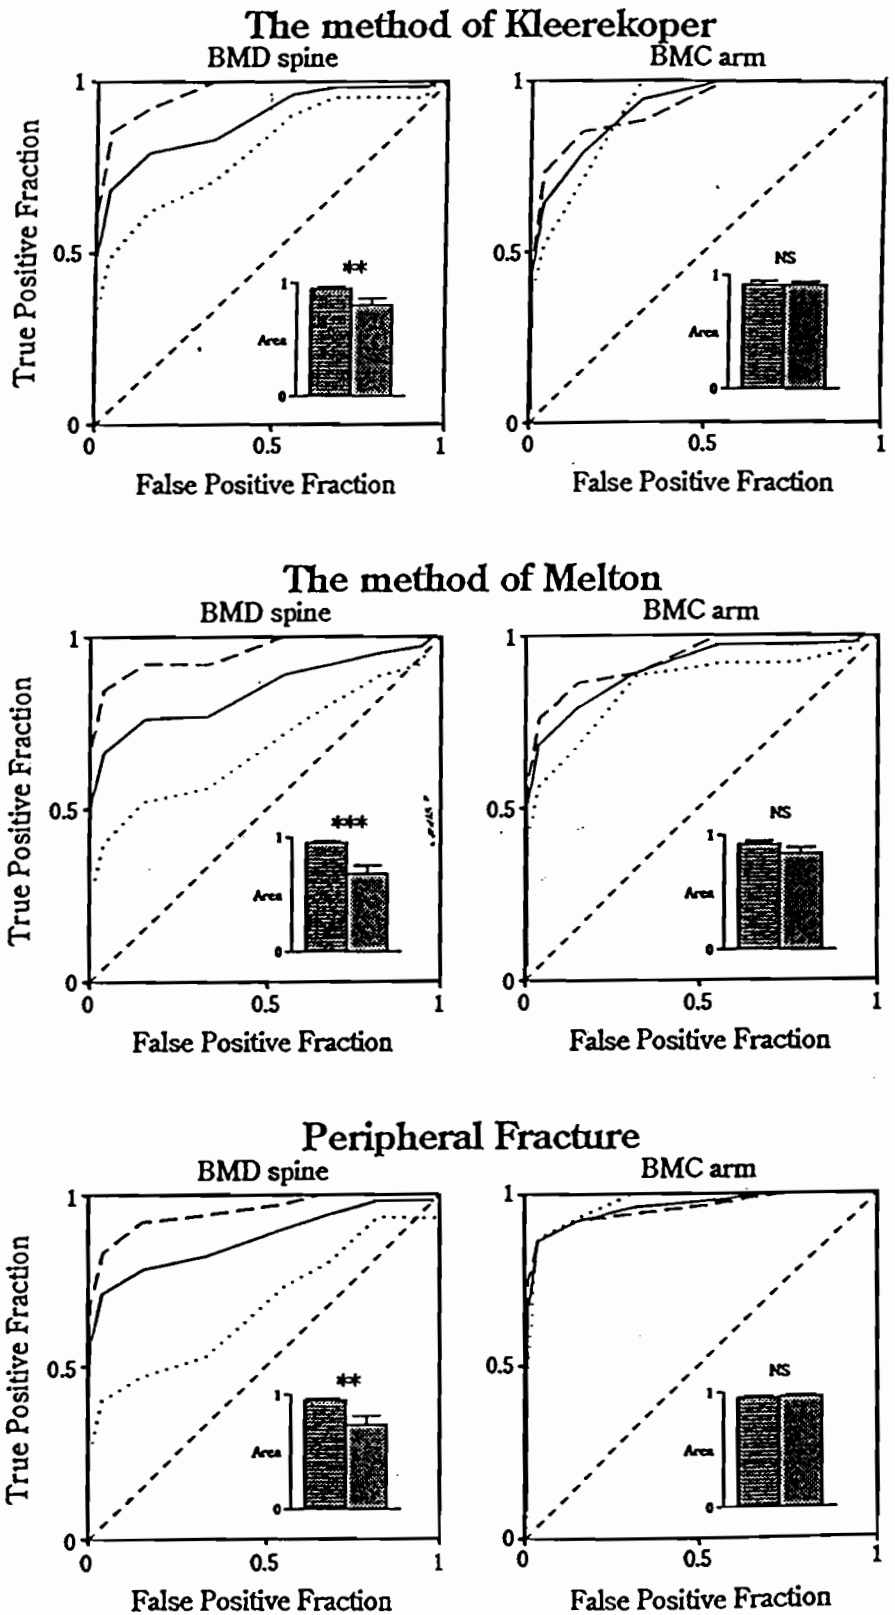 The method of Kleerekoper
BMD spine
BMC arm
True Positive Fraction
1
0.5
0
0
0.5
1
False Positive Fraction
**
1
Area
0
1
0.5
0
0
0.5
1
False Positive Fraction
NS
1
Area
0
The method of Melton
BMD spine
BMC arm
True Positive Fraction
1
0.5
0
0
0.5
1
False Positive Fraction
***
1
Area
0
1
0.5
0
0
0.5
1
False Positive Fraction
NS
1
Area
0
Peripheral Fracture
BMD spine
BMC arm
True Positive Fraction
1
0.5
0
0
0.5
1
False Positive Fraction
**
1
Area
0
1
0.5
0
0
0.5
1
False Positive Fraction
NS
1
Area
0